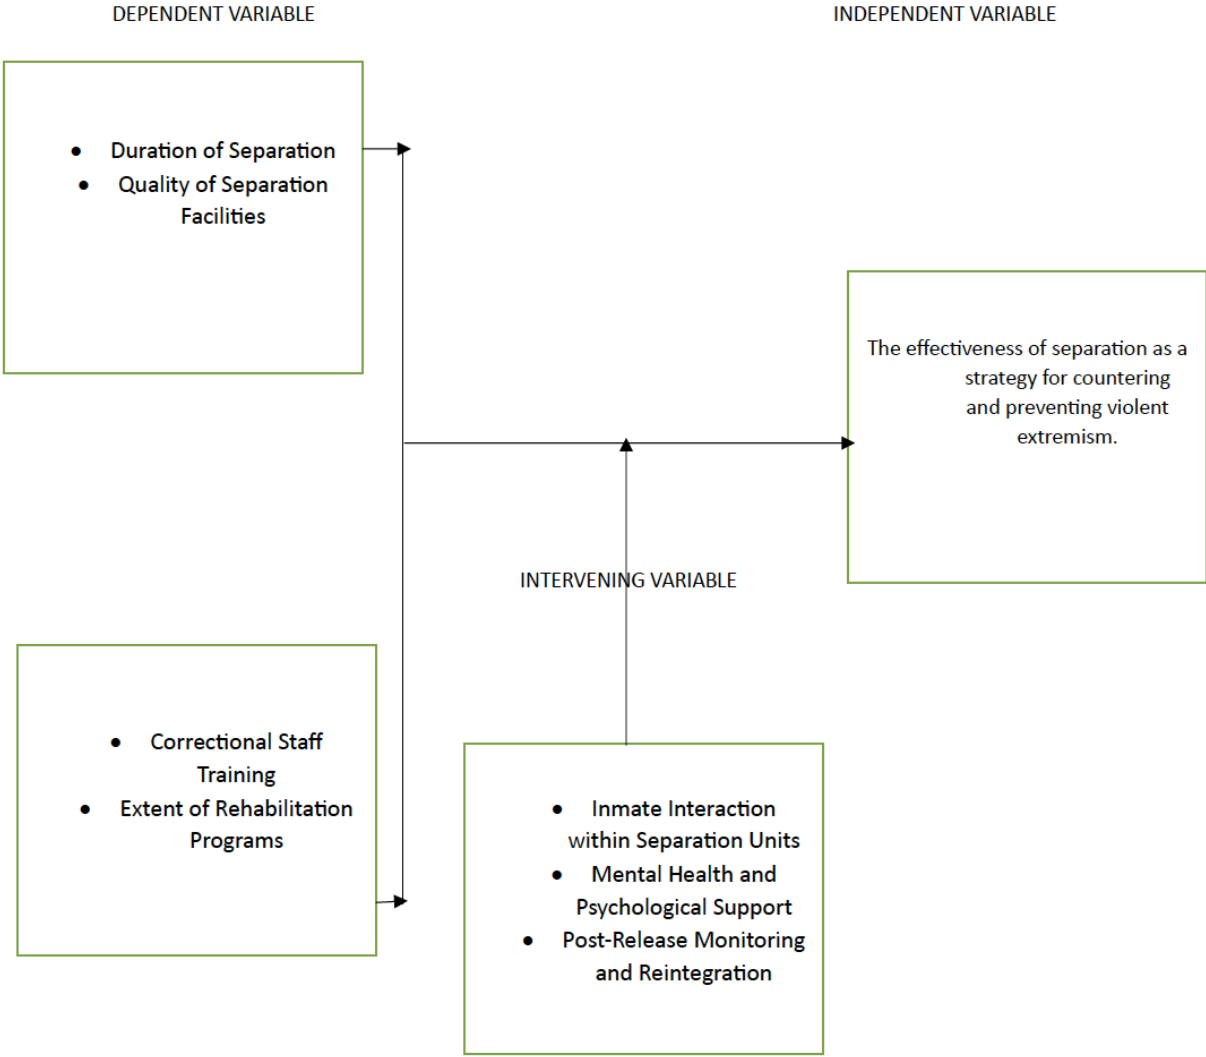 DEPENDENT VARIABLE
INDEPENDENT VARIABLE
• Duration of Separation
• Quality of Separation
Facilities
The effectiveness of separation as a
strategy for countering
and preventing violent
extremism.
INTERVENING VARIABLE
• Correctional Staff
Training
• Extent of Rehabilitation
Programs
• Inmate Interaction
within Separation Units
• Mental Health and
Psychological Support
• Post-Release Monitoring
and Reintegration